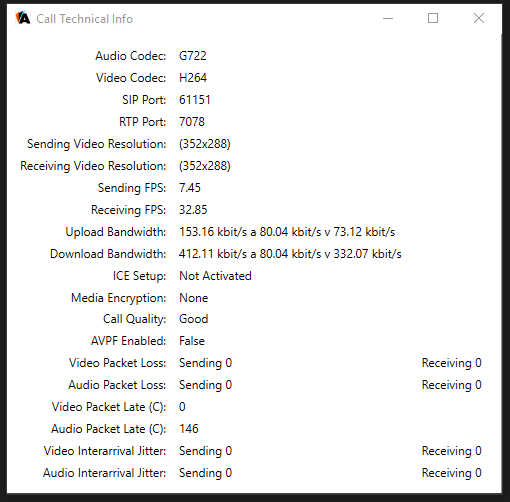 Call Technical Info
Audio Codec: G722
Video Codec: H264
SIP Port: 61151
RTP Port: 7078
Sending Video Resolution: (352x288)
Receiving Video Resolution: (352x288)
Sending FPS: 7.45
Receiving FPS: 32.85
Upload Bandwidth: 153.16 kbit/s a 80.04 kbit/s v 73.12 kbit/s
Download Bandwidth: 412.11 kbit/s a 80.04 kbit/s v 332.07 kbit/s
ICE Setup: Not Activated
Media Encryption: None
Call Quality: Good
AVPF Enabled: False
Video Packet Loss: Sending 0 Receiving 0
Audio Packet Loss: Sending 0 Receiving 0
Video Packet Late (C): 0
Audio Packet Late (C): 146
Video Interarrival Jitter: Sending 0 Receiving 0
Audio Interarrival Jitter: Sending 0 Receiving 0